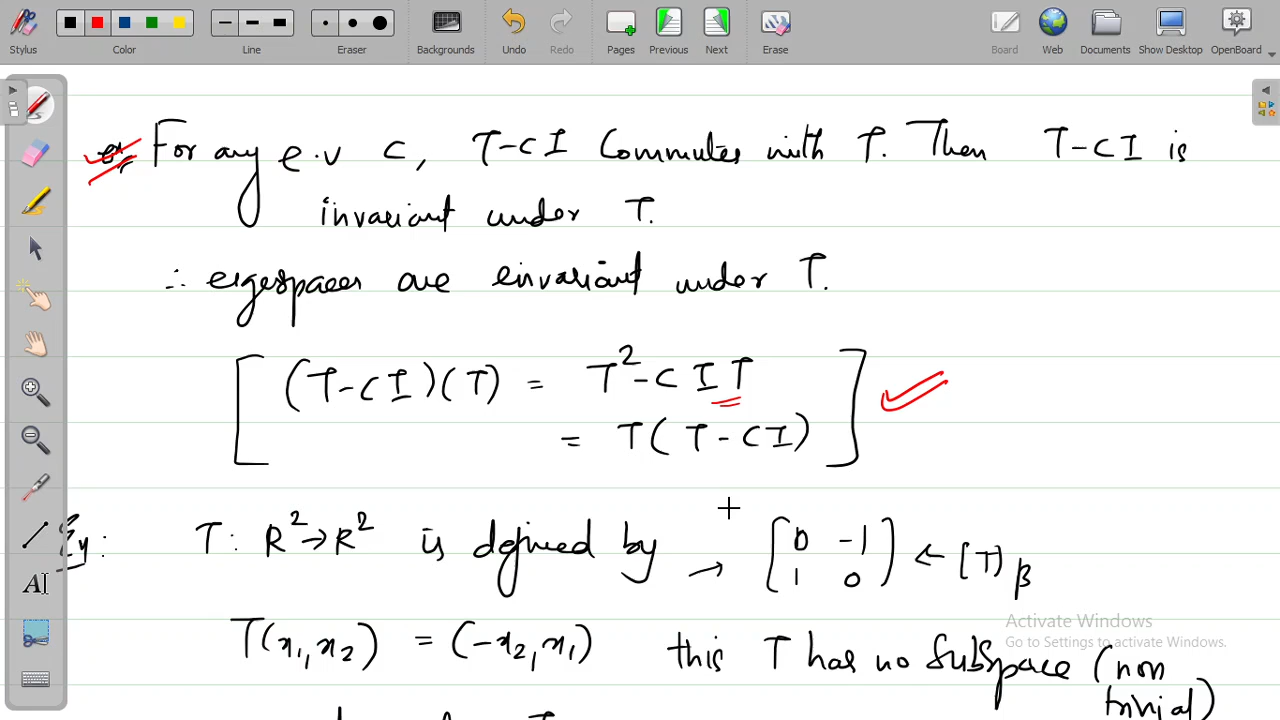 Stylus Color Line Eraser Backgrounds Undo Redo Pages Previous Next Erase Board Web Documents Show Desktop OpenBoard
For any e.v c, T-cI Commutes with T. Then T-cI is
invariant under T.
∴ eigespaces are einvariant under T.
[(T-cI)(T) = T²-cIT
= T(T-cI)]
Eg: T: R²→R² is defined by → [0 -1
1 0] ← [T]β
Activate Windows
Go to Settings to activate Windows.
T(x₁,x₂) = (-x₂,x₁) this T has no Subspace (non
trivial)